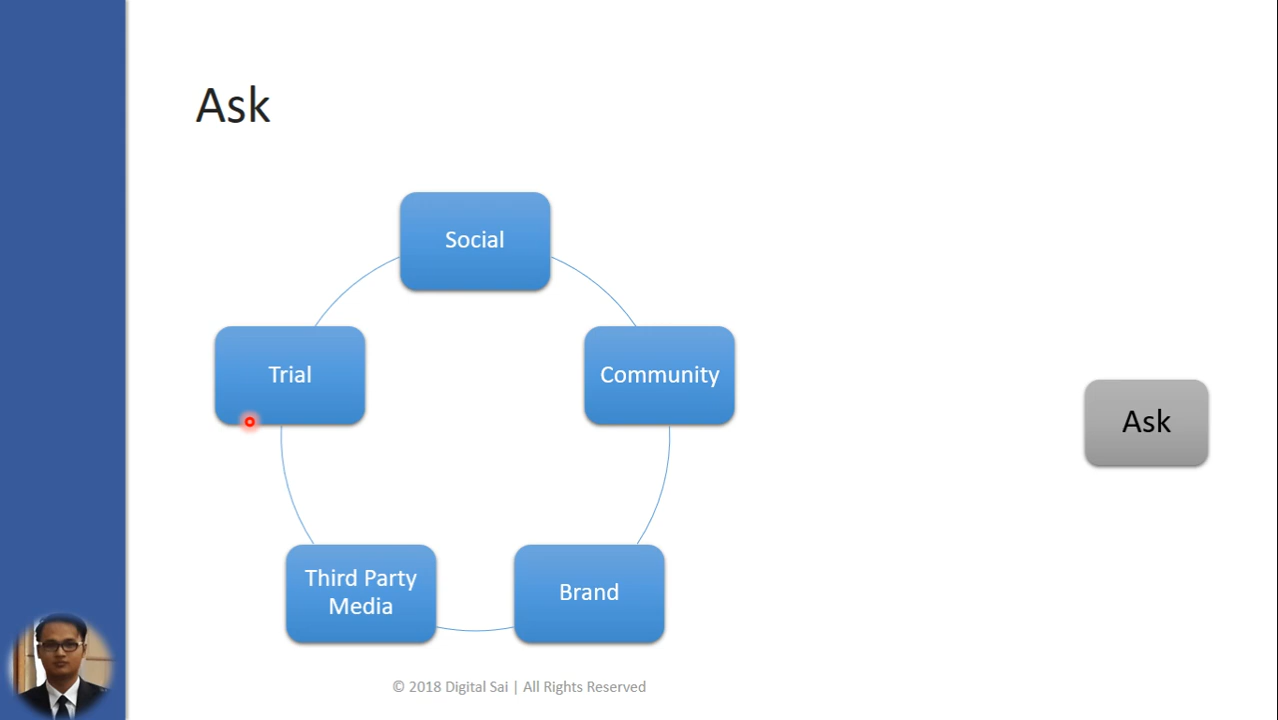 Ask
Social
Trial
Community
Ask
Third Party
Media
Brand
© 2018 Digital Sai | All Rights Reserved